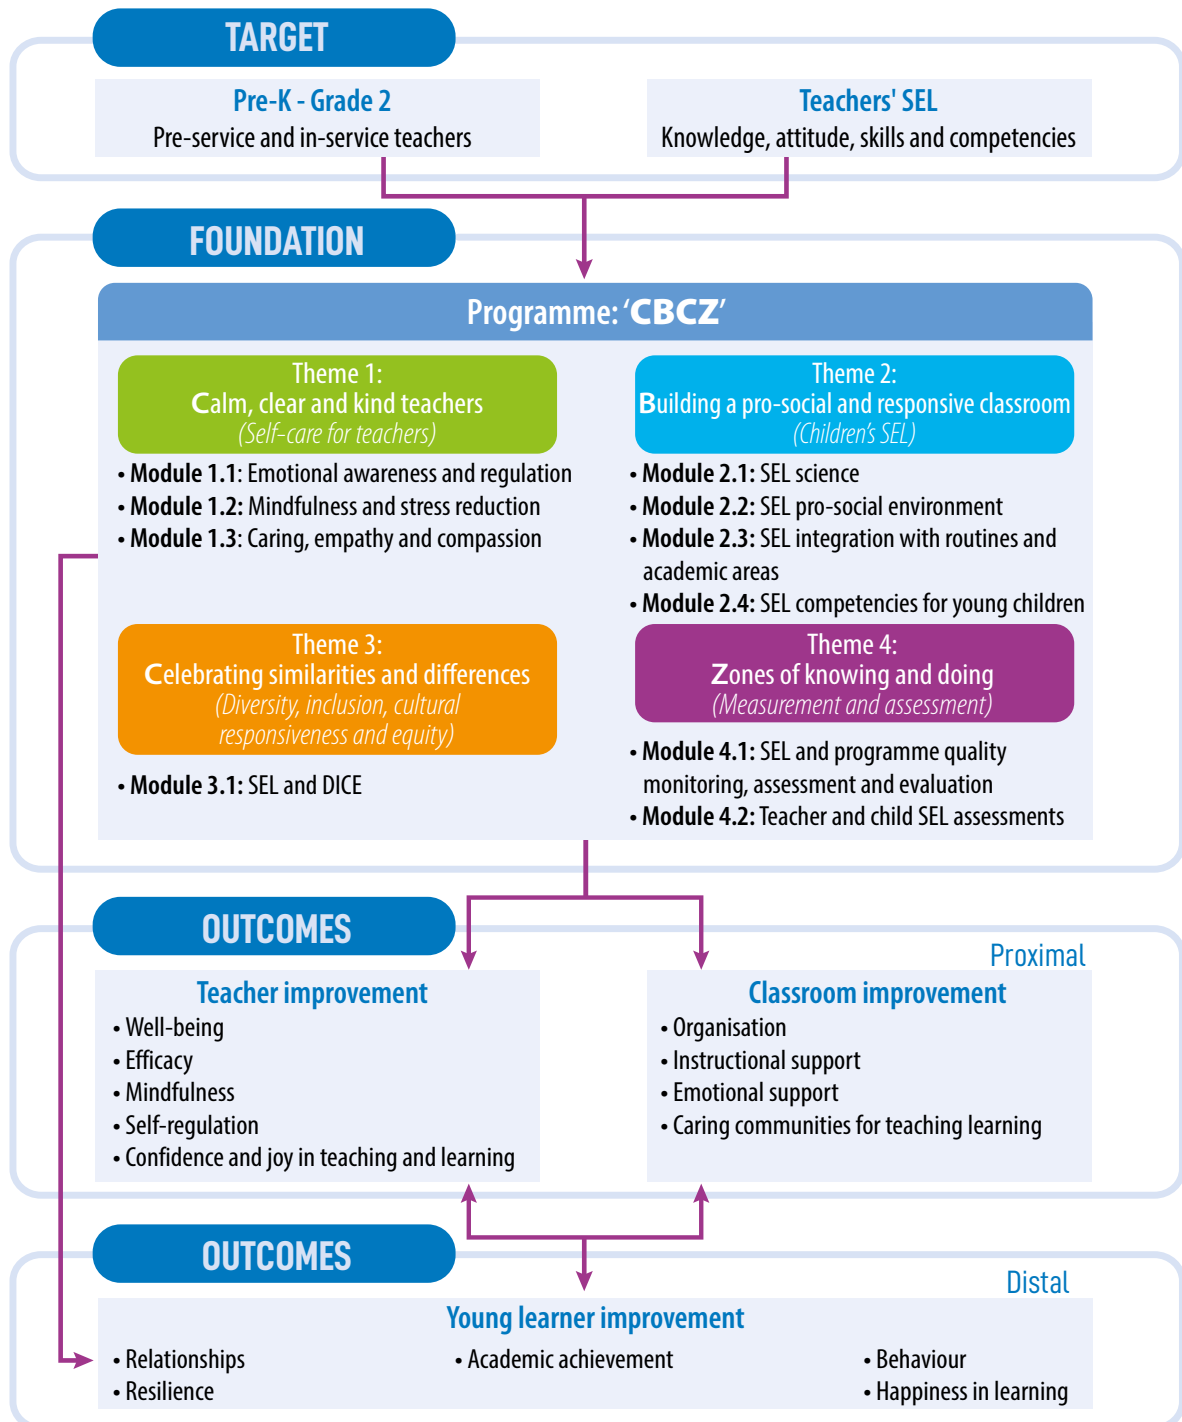 TARGET
Pre-K - Grade 2
Pre-service and in-service teachers
Teachers' SEL
Knowledge, attitude, skills and competencies
FOUNDATION
Programme: ‘CBCZ’
Theme 1:
Calm, clear and kind teachers
(Self-care for teachers)
• Module 1.1: Emotional awareness and regulation
• Module 1.2: Mindfulness and stress reduction
• Module 1.3: Caring, empathy and compassion
Theme 2:
Building a pro-social and responsive classroom
(Children’s SEL)
• Module 2.1: SEL science
• Module 2.2: SEL pro-social environment
• Module 2.3: SEL integration with routines and
academic areas
• Module 2.4: SEL competencies for young children
Theme 3:
Celebrating similarities and differences
(Diversity, inclusion, cultural
responsiveness and equity)
• Module 3.1: SEL and DICE
Theme 4:
Zones of knowing and doing
(Measurement and assessment)
• Module 4.1: SEL and programme quality
monitoring, assessment and evaluation
• Module 4.2: Teacher and child SEL assessments
OUTCOMES
Proximal
Teacher improvement
• Well-being
• Efficacy
• Mindfulness
• Self-regulation
• Confidence and joy in teaching and learning
Classroom improvement
• Organisation
• Instructional support
• Emotional support
• Caring communities for teaching learning
OUTCOMES
Distal
Young learner improvement
• Relationships
• Resilience
• Academic achievement
• Behaviour
• Happiness in learning